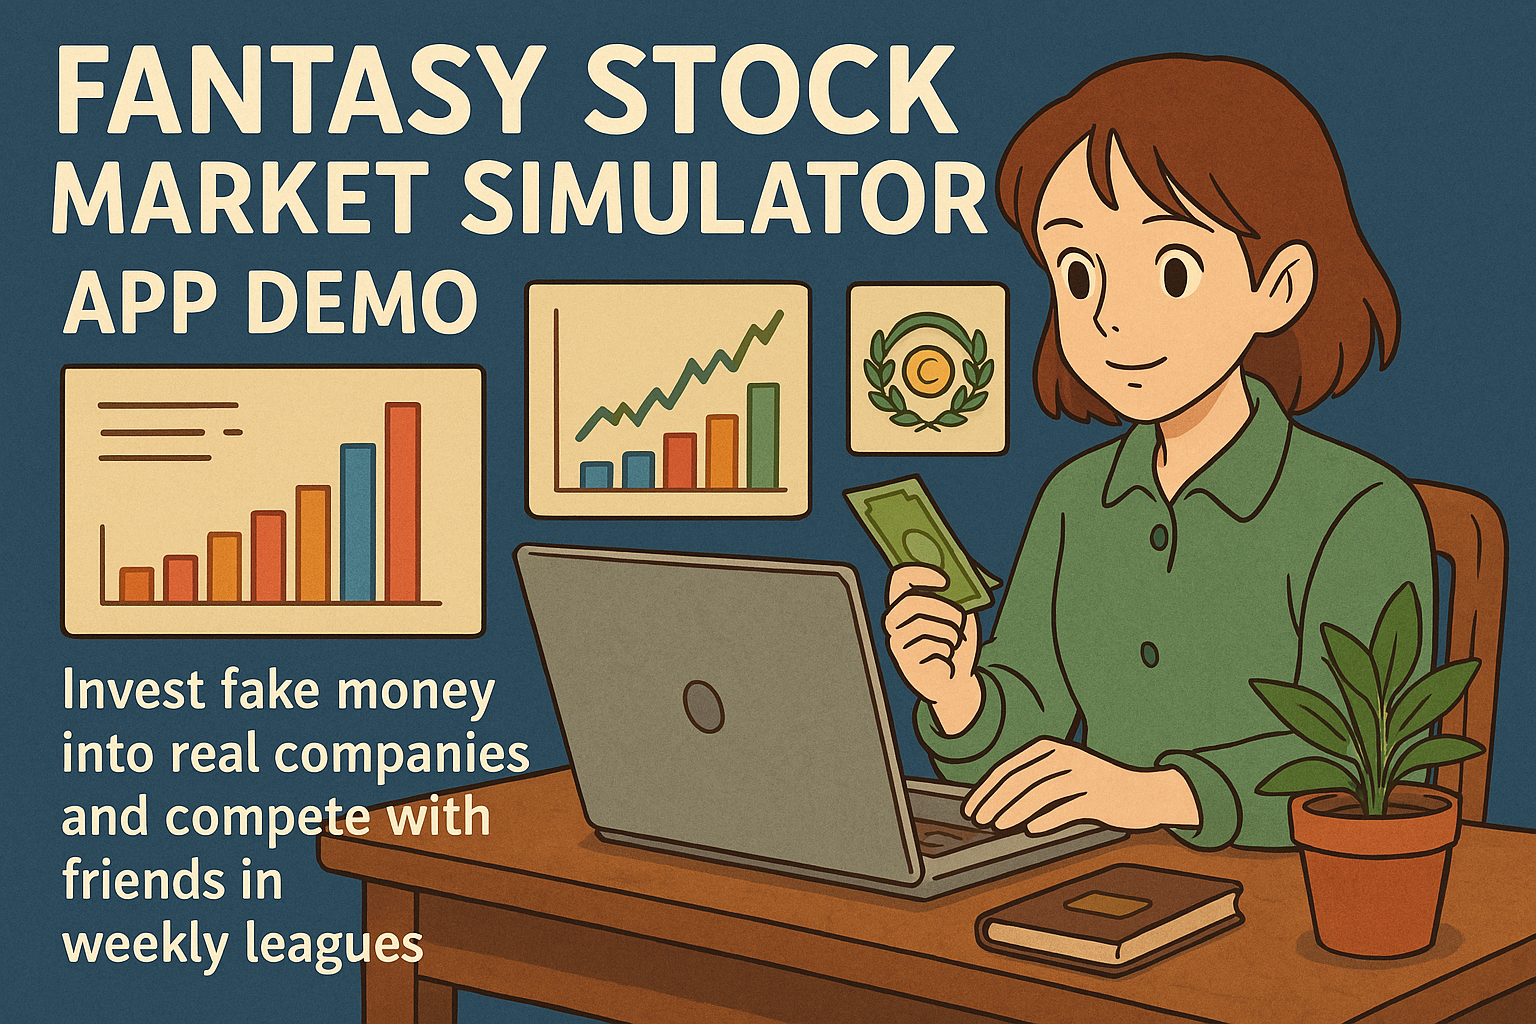 FANTASY STOCK
MARKET SIMULATOR
APP DEMO
Invest fake money
into real companies
and compete with
friends in
weekly leagues